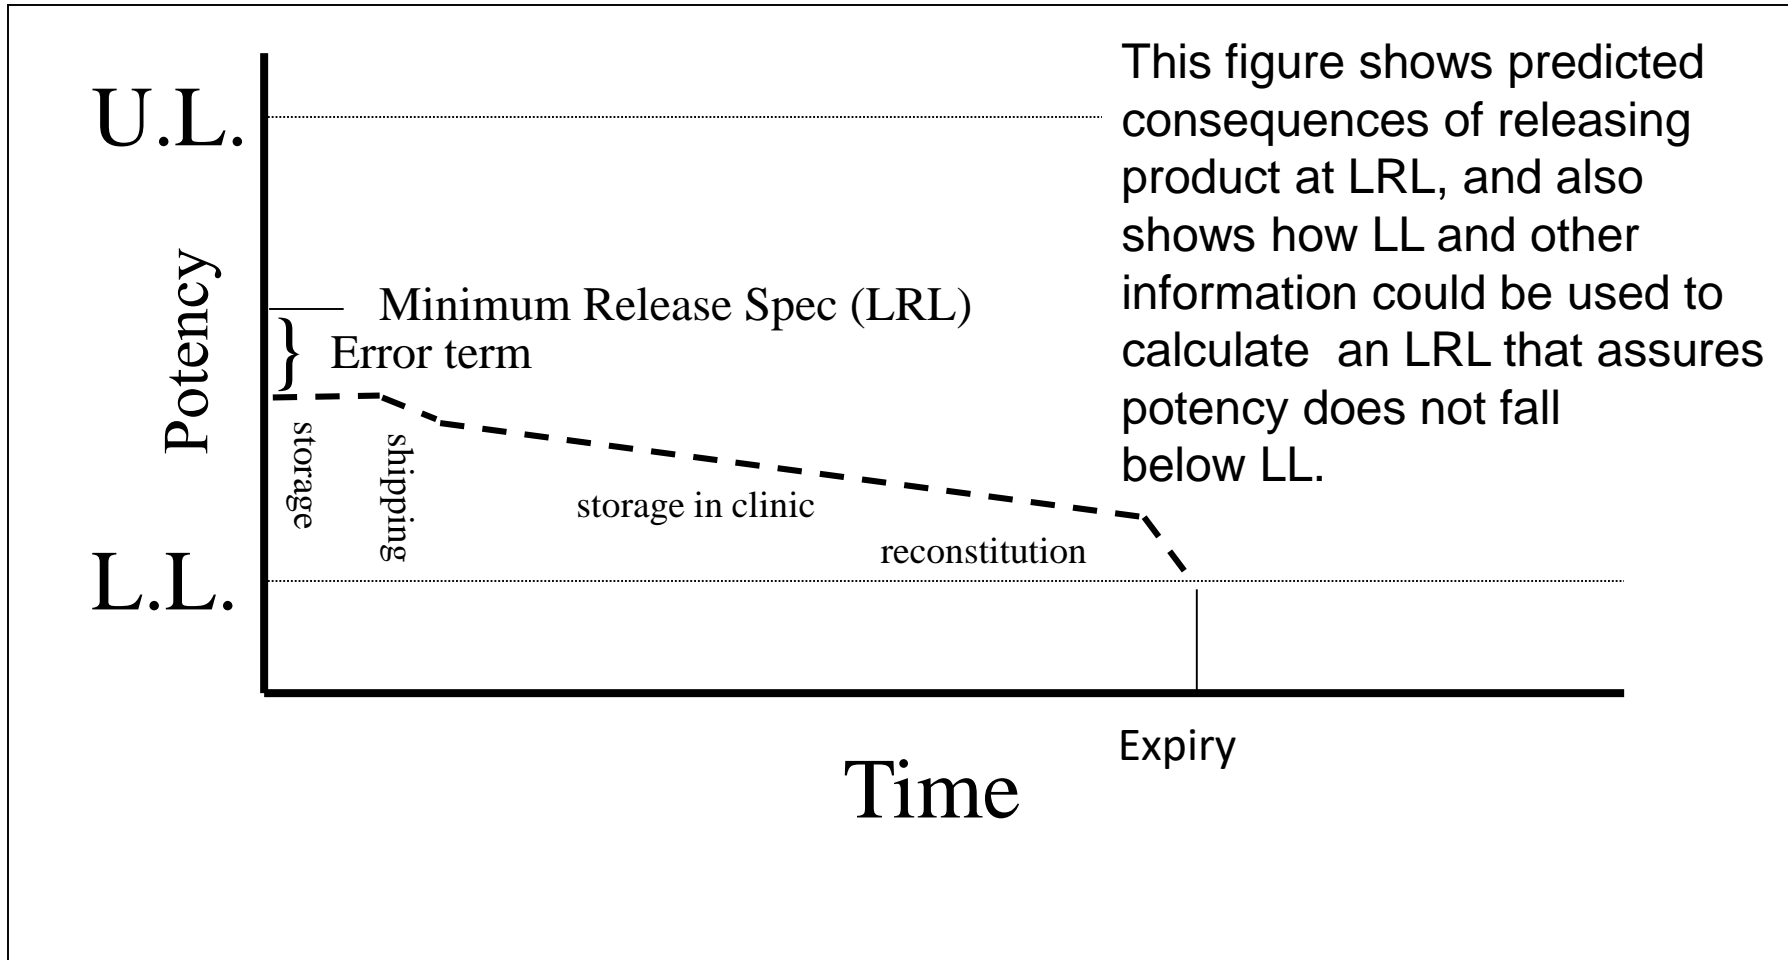 This figure shows predicted
consequences of releasing
product at LRL, and also
shows how LL and other
information could be used to
calculate  an LRL that assures
potency does not fall
below LL.
U.L.
Potency
Minimum Release Spec (LRL)
} Error term
storage
shipping
storage in clinic
reconstitution
L.L.
Expiry
Time